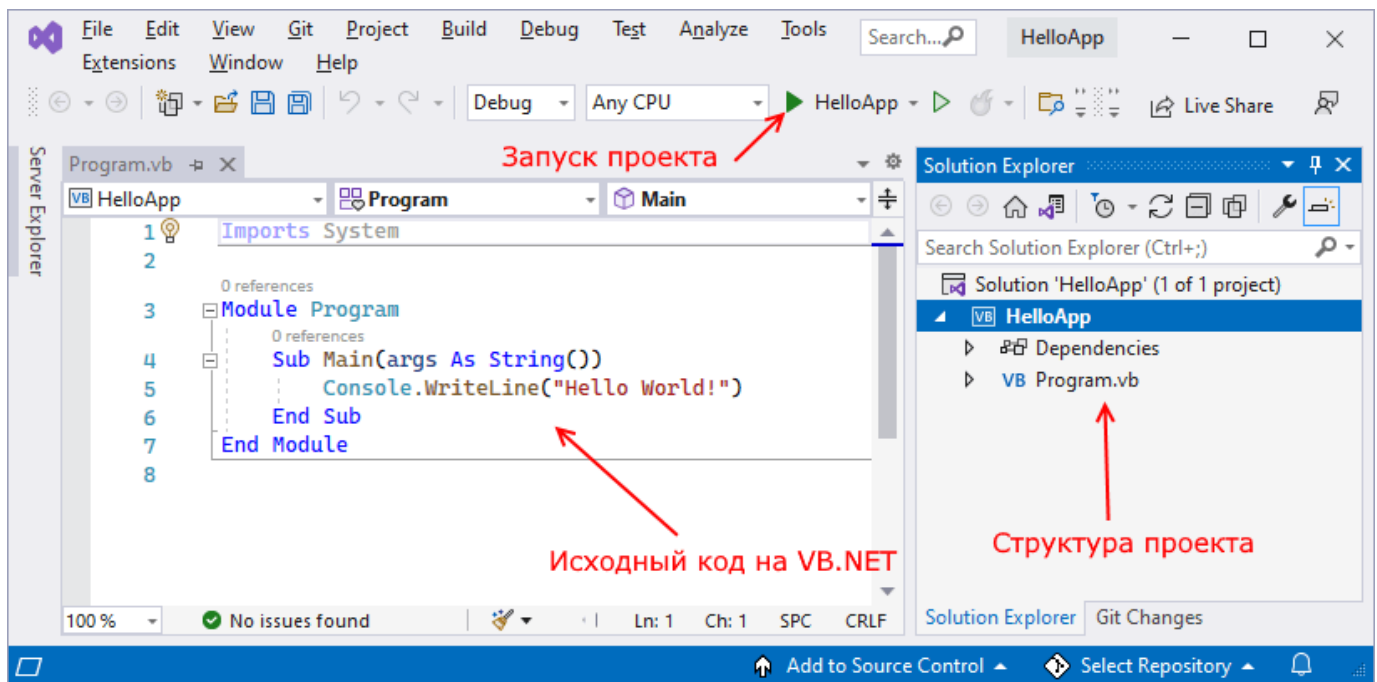 File Edit View Git Project Build Debug Test Analyze Tools Search... HelloApp
Extensions Window Help
Debug Any CPU HelloApp Live Share
Запуск проекта
Server Explorer
Program.vb
VB HelloApp Program Main
1 Imports System
2
0 references
3 Module Program
0 references
4 Sub Main(args As String())
5 Console.WriteLine("Hello World!")
6 End Sub
7 End Module
8
Исходный код на VB.NET
100 % No issues found Ln: 1 Ch: 1 SPC CRLF
Solution Explorer
Search Solution Explorer (Ctrl+;)
Solution 'HelloApp' (1 of 1 project)
VB HelloApp
Dependencies
VB Program.vb
Структура проекта
Solution Explorer Git Changes
Add to Source Control Select Repository